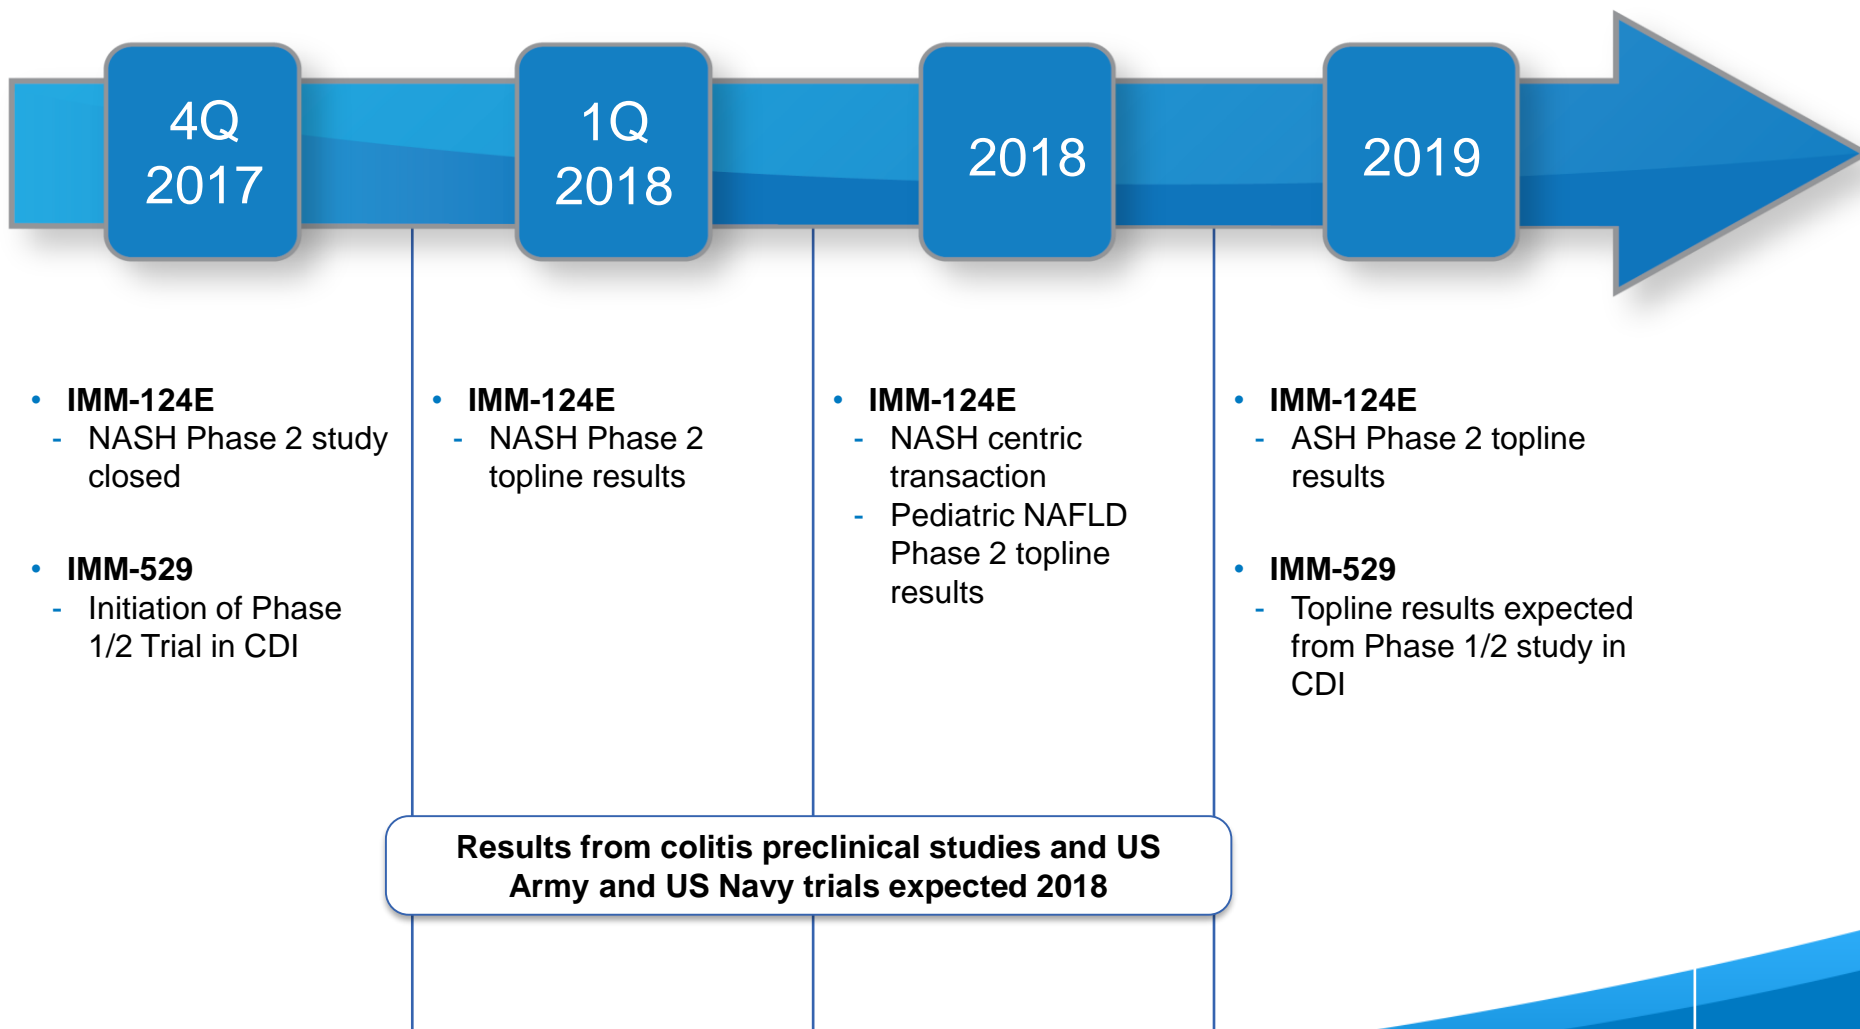 4Q
2017
1Q
2018
2018
2019
• IMM-124E
- NASH Phase 2 study
closed
• IMM-529
- Initiation of Phase
1/2 Trial in CDI
• IMM-124E
- NASH Phase 2
topline results
• IMM-124E
- NASH centric
transaction
- Pediatric NAFLD
Phase 2 topline
results
• IMM-124E
- ASH Phase 2 topline
results
• IMM-529
- Topline results expected
from Phase 1/2 study in
CDI
Results from colitis preclinical studies and US
Army and US Navy trials expected 2018